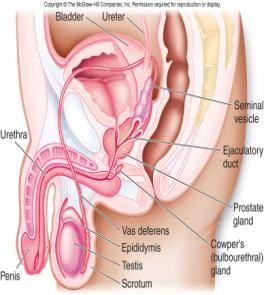 Copyright © The McGraw-Hill Companies, Inc. Permission required for reproduction or display.
Bladder
Ureter
Seminal
vesicle
Urethra
Ejaculatory
duct
Prostate
gland
Vas deferens
Epididymis
Cowper's
(bulbourethral)
gland
Testis
Penis
Scrotum